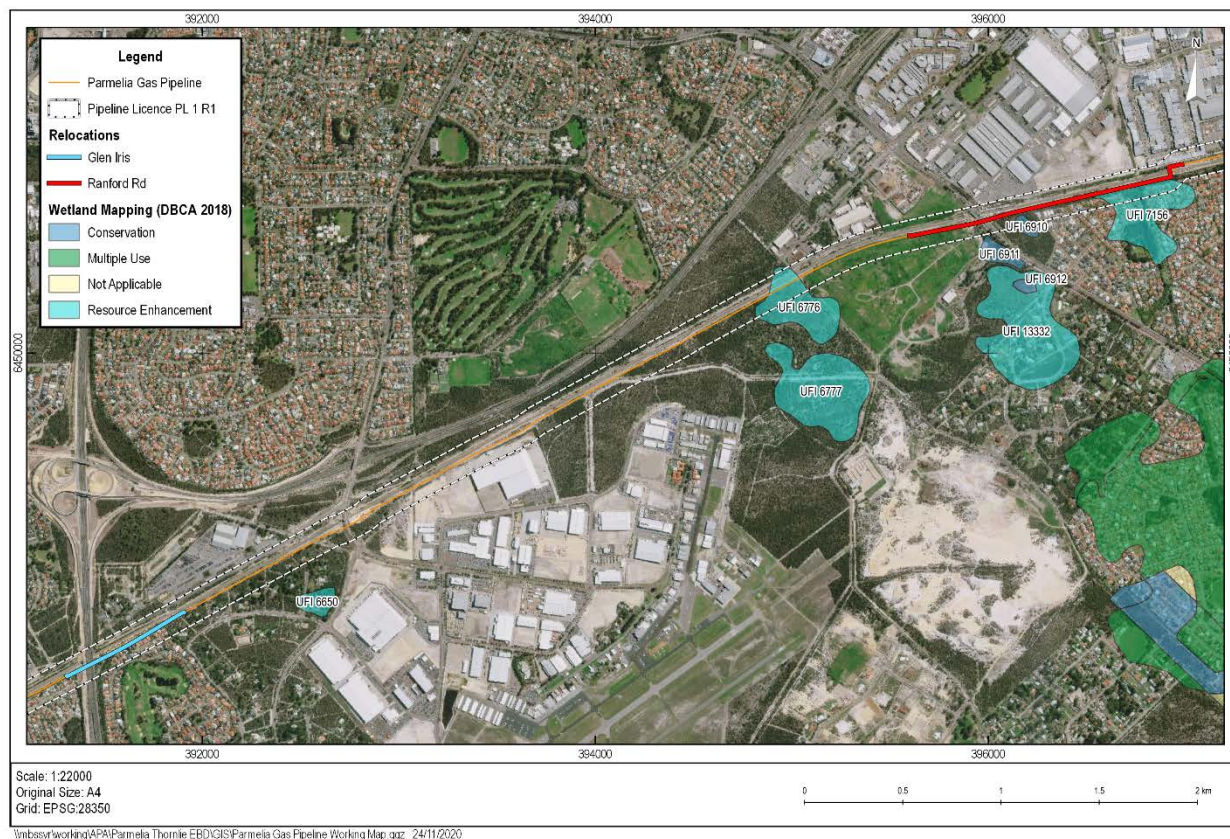 392000
394000
396000
N
Legend
Parmelia Gas Pipeline
Pipeline Licence PL 1 R1
Relocations
Glen Iris
Ranford Rd
Wetland Mapping (DBCA 2018)
Conservation
Multiple Use
Not Applicable
Resource Enhancement
UFI 7156
UFI 6910
UFI 6911
UFI 6912
UFI 6776
UFI 13332
6450000
UFI 6777
UFI 6650
392000
394000
396000
Scale: 1:22000
Original Size: A4
Grid: EPSG:28350
0 0.5 1 1.5 2 km
\\mbssvr\working\APA\Parmelia Thornlie EBD\GIS\Parmelia Gas Pipeline Working Map.qgz 24/11/2020